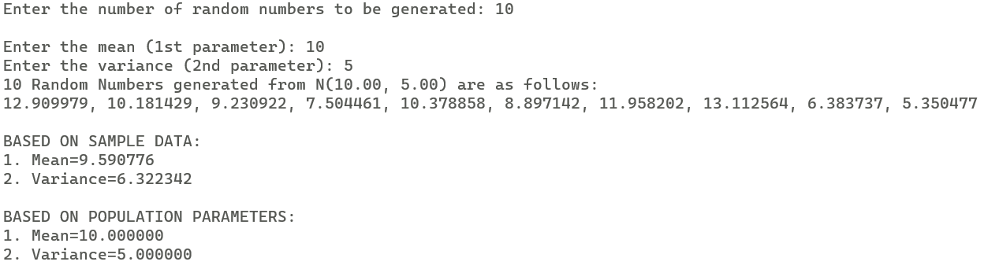 Enter the number of random numbers to be generated: 10
Enter the mean (1st parameter): 10
Enter the variance (2nd parameter): 5
10 Random Numbers generated from N(10.00, 5.00) are as follows:
12.909979, 10.181429, 9.230922, 7.504461, 10.378858, 8.897142, 11.958202, 13.112564, 6.383737, 5.350477
BASED ON SAMPLE DATA:
1. Mean=9.590776
2. Variance=6.322342
BASED ON POPULATION PARAMETERS:
1. Mean=10.000000
2. Variance=5.000000